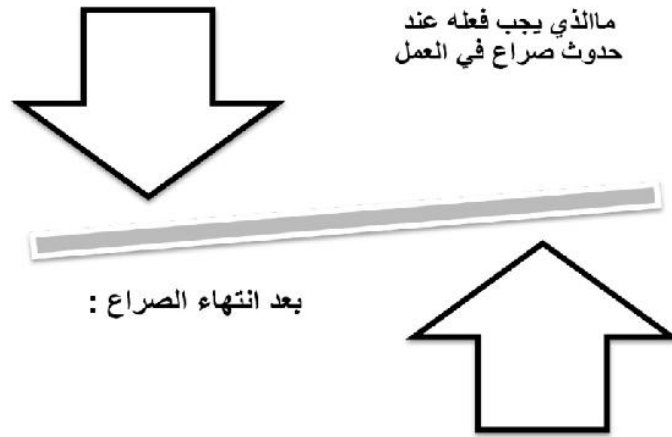 ماالذي يجب فعله عند
حدوث صراع في العمل
بعد انتهاء الصراع :